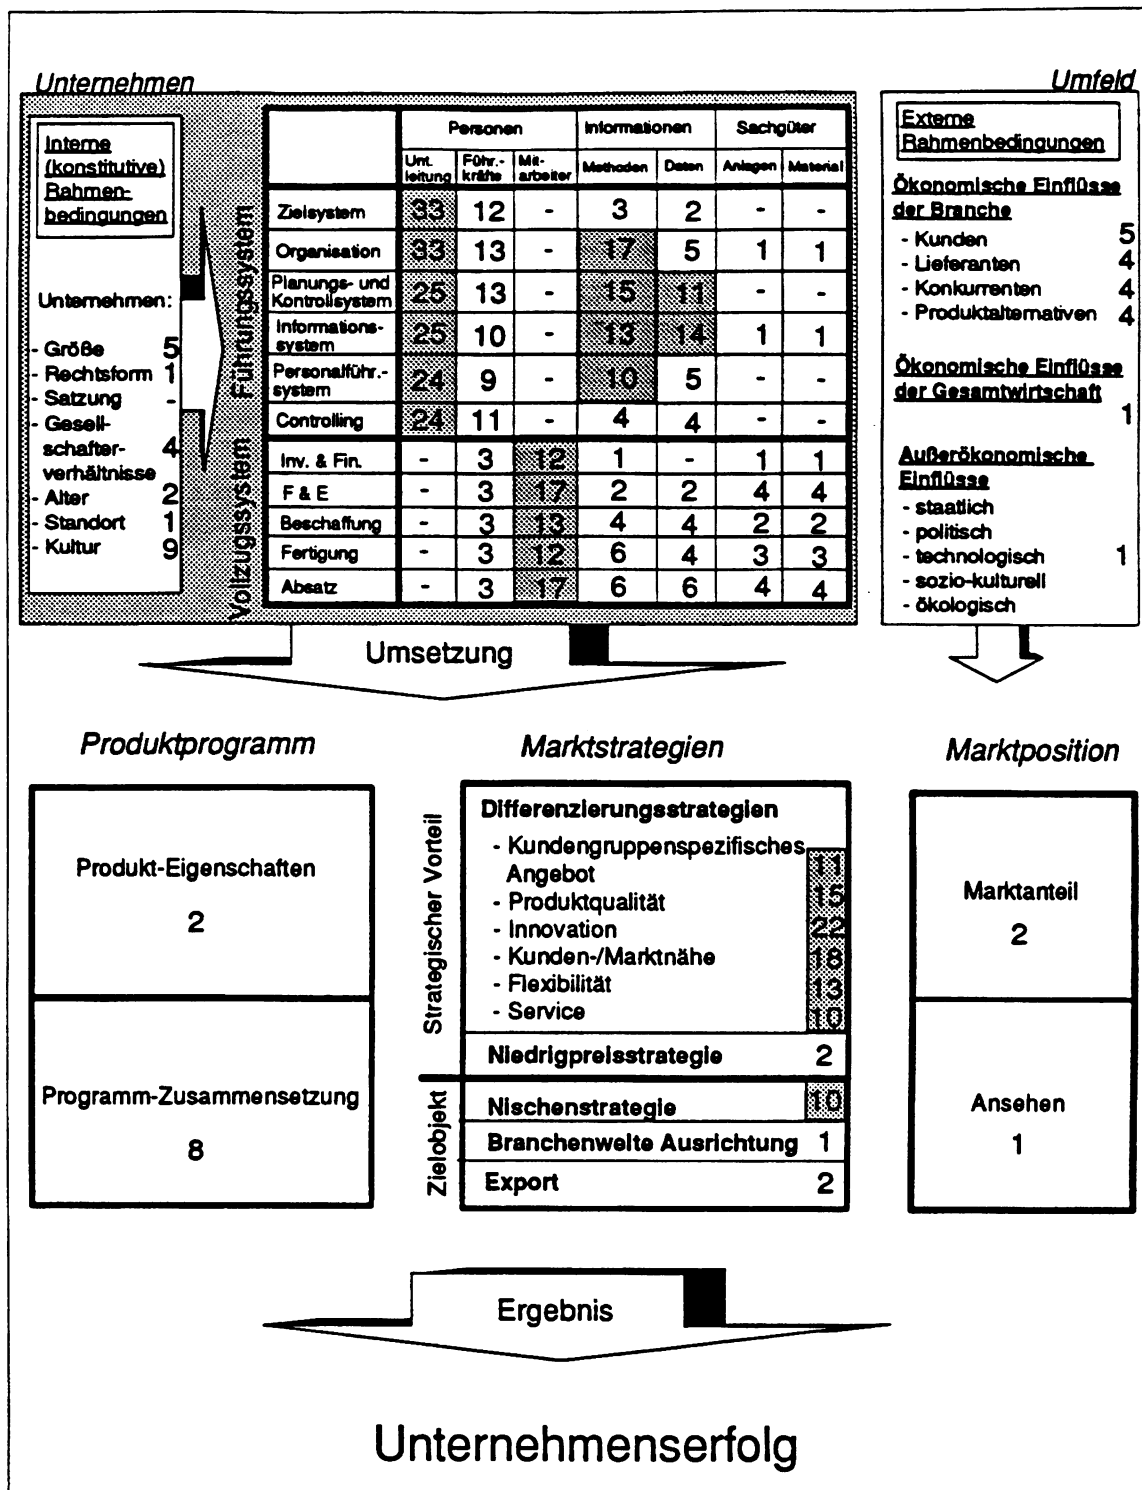 Unternehmen
Umfeld
Interne
(konstitutive)
Rahmen-
bedingungen
Unternehmen:
- Größe 5
- Rechtsform 1
- Satzung -
- Gesell-
schafter- 4
verhältnisse
- Alter 2
- Standort 1
- Kultur 9
Führungssystem
Vollzugssystem
Personen Informationen Sachgüter
Unt. leitung Führ.- kräfte Mit- arbeiter Methoden Daten Anlagen Material
Zielsystem 33 12 - 3 2 - -
Organisation 33 13 - 17 5 1 1
Planungs- und
Kontrollsystem 25 13 - 15 11 - -
Informations-
system 25 10 - 13 14 1 1
Personalführ.-
system 24 9 - 10 5 - -
Controlling 24 11 - 4 4 - -
Inv. & Fin. - 3 12 1 - 1 1
F & E - 3 17 2 2 4 4
Beschaffung - 3 13 4 4 2 2
Fertigung - 3 12 6 4 3 3
Absatz - 3 17 6 6 4 4
Externe
Rahmenbedingungen
Ökonomische Einflüsse
der Branche
- Kunden 5
- Lieferanten 4
- Konkurrenten 4
- Produktalternativen 4
Ökonomische Einflüsse
der Gesamtwirtschaft
1
Außerökonomische
Einflüsse
- staatlich
- politisch
- technologisch 1
- sozio-kulturell
- ökologisch
Umsetzung
Produktprogramm
Produkt-Eigenschaften
2
Programm-Zusammensetzung
8
Marktstrategien
Strategischer Vorteil
Differenzierungsstrategien
- Kundengruppenspezifisches
Angebot 11
- Produktqualität 15
- Innovation 22
- Kunden-/Marktnähe 18
- Flexibilität 13
- Service 10
Niedrigpreisstrategie 2
Zielobjekt
Nischenstrategie 10
Branchenweite Ausrichtung 1
Export 2
Marktposition
Marktanteil
2
Ansehen
1
Ergebnis
Unternehmenserfolg